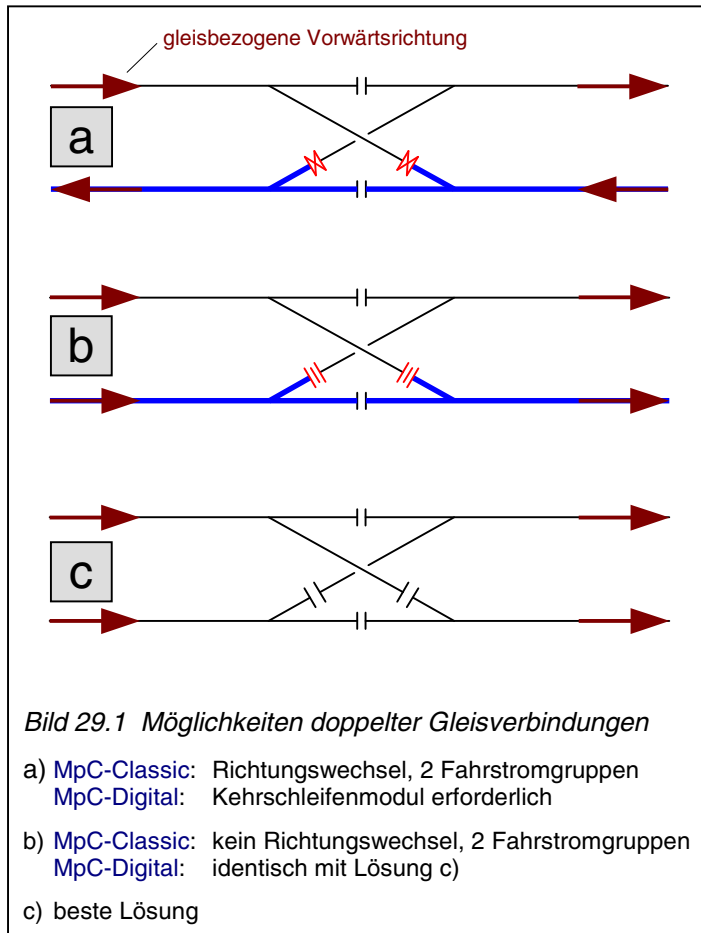 gleisbezogene Vorwärtsrichtung
a
b
c
Bild 29.1 Möglichkeiten doppelter Gleisverbindungen
a) MpC-Classic: Richtungswechsel, 2 Fahrstromgruppen
MpC-Digital: Kehrschleifenmodul erforderlich
b) MpC-Classic: kein Richtungswechsel, 2 Fahrstromgruppen
MpC-Digital: identisch mit Lösung c)
c) beste Lösung